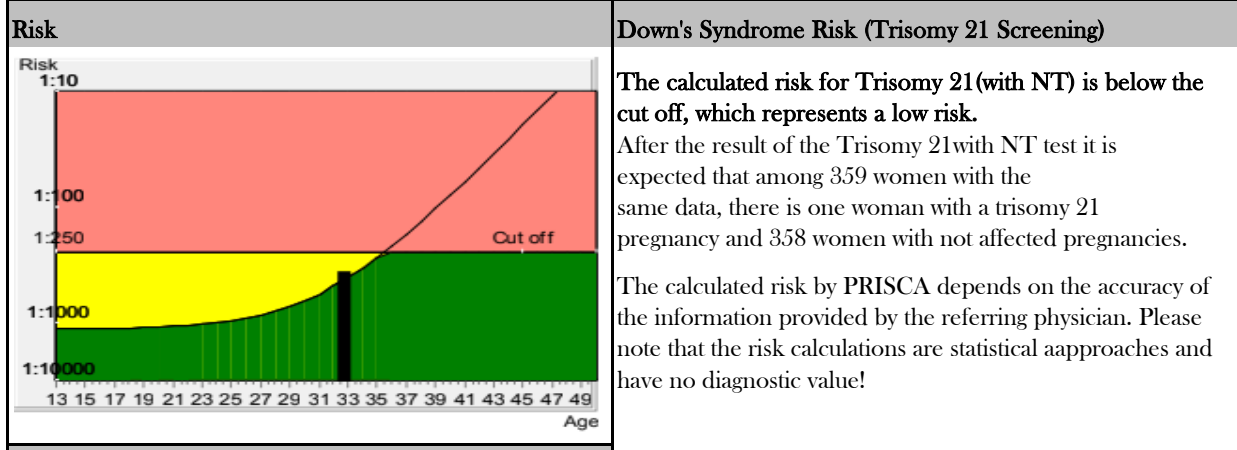 Risk
Risk
1:10
1:100
1:250
Cut off
1:1000
1:10000
13 15 17 19 21 23 25 27 29 31 33 35 37 39 41 43 45 47 49
Age
Down's Syndrome Risk (Trisomy 21 Screening)
The calculated risk for Trisomy 21(with NT) is below the
cut off, which represents a low risk.
After the result of the Trisomy 21with NT test it is
expected that among 359 women with the
same data, there is one woman with a trisomy 21
pregnancy and 358 women with not affected pregnancies.
The calculated risk by PRISCA depends on the accuracy of
the information provided by the referring physician. Please
note that the risk calculations are statistical aapproaches and
have no diagnostic value!